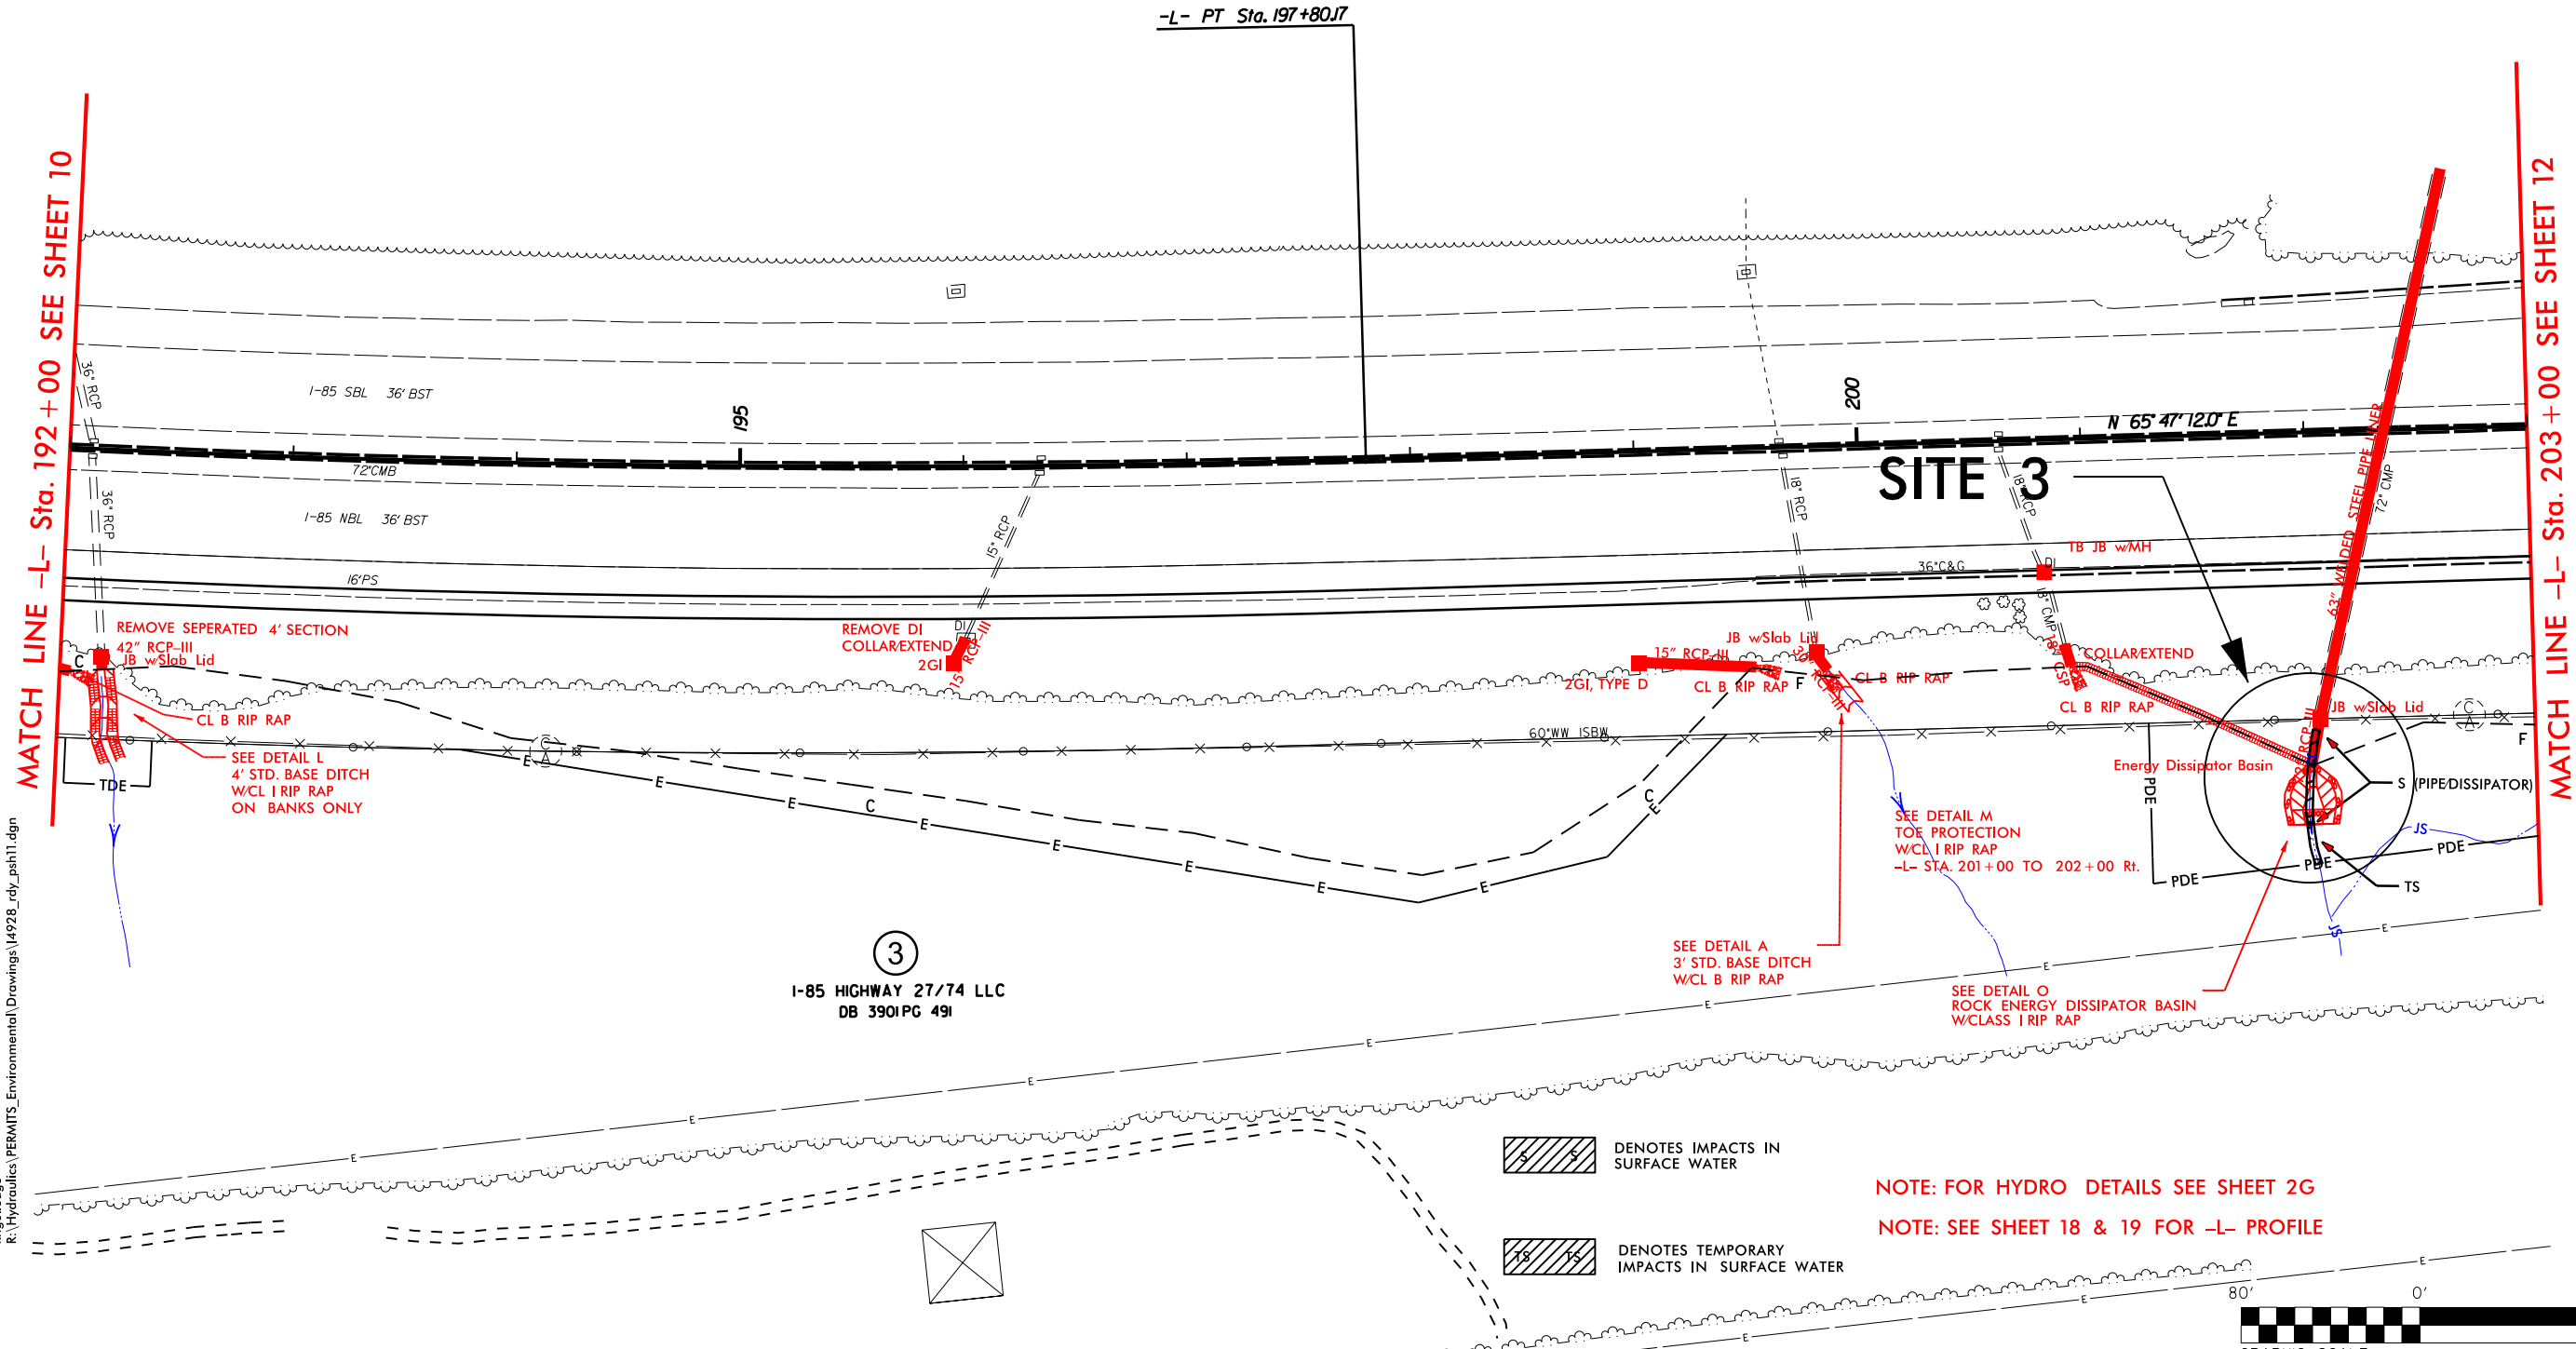 -L- PT Sta. 197+80.17
MATCH LINE -L- Sta. 192+00 SEE SHEET 10
MATCH LINE -L- Sta. 203+00 SEE SHEET 12
36" RCP
I-85 SBL 36' BST
195
200
N 65° 47' 12.0" E
72"CMB
36" RCP
I-85 NBL 36' BST
15" RCP
18" RCP
SITE 3
18" RCP
63" WELDED STEEL PIPE LINER
72" CMP
16'PS
36"C&G
TB JB w/MH
DI
18" CMP
REMOVE SEPERATED 4' SECTION
42" RCP-III
JB w/Slab Lid
C
REMOVE DI
COLLAR/EXTEND
DI
2GI
15" RCP-III
JB w/Slab Lid
15" RCP-III
2GI, TYPE D
CL B RIP RAP
F
CL B RIP RAP
COLLAR/EXTEND
CL B RIP RAP
JB w/Slab Lid
CL B RIP RAP
60"WW ISBW
C
A
C
A
F
SEE DETAIL L
4' STD. BASE DITCH
W/CL I RIP RAP
ON BANKS ONLY
TDE
Energy Dissipator Basin
PDE
S (PIPE/DISSIPATOR)
E E E C E E E E E C E
SEE DETAIL M
TOE PROTECTION
W/CL I RIP RAP
-L- STA. 201+00 TO 202+00 Rt.
JS
PDE PDE PDE
TS
JS
SEE DETAIL A
3' STD. BASE DITCH
W/CL B RIP RAP
SEE DETAIL O
ROCK ENERGY DISSIPATOR BASIN
W/CLASS I RIP RAP
3
I-85 HIGHWAY 27/74 LLC
DB 3901 PG 491
E E E E E E E
S S
DENOTES IMPACTS IN
SURFACE WATER
TS TS
DENOTES TEMPORARY
IMPACTS IN SURFACE WATER
NOTE: FOR HYDRO DETAILS SEE SHEET 2G
NOTE: SEE SHEET 18 & 19 FOR -L- PROFILE
E E E
80' 0'
R:\Hydraulics\PERMITS_Environmental\Drawings\I4928_rdy_psh11.dgn